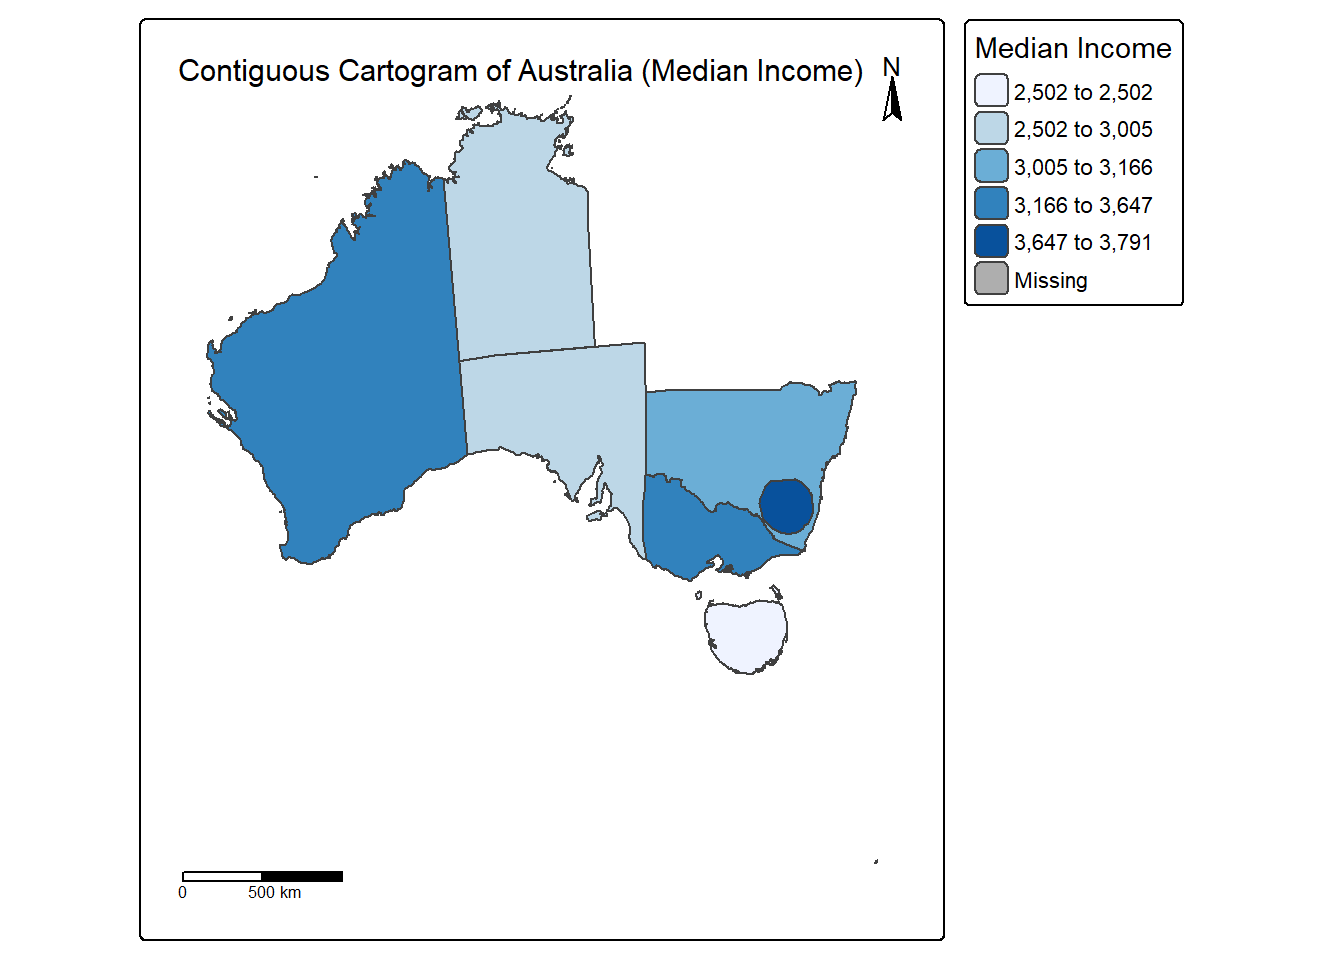 Contiguous Cartogram of Australia (Median Income)
N
Median Income
2,502 to 2,502
2,502 to 3,005
3,005 to 3,166
3,166 to 3,647
3,647 to 3,791
Missing
0 500 km